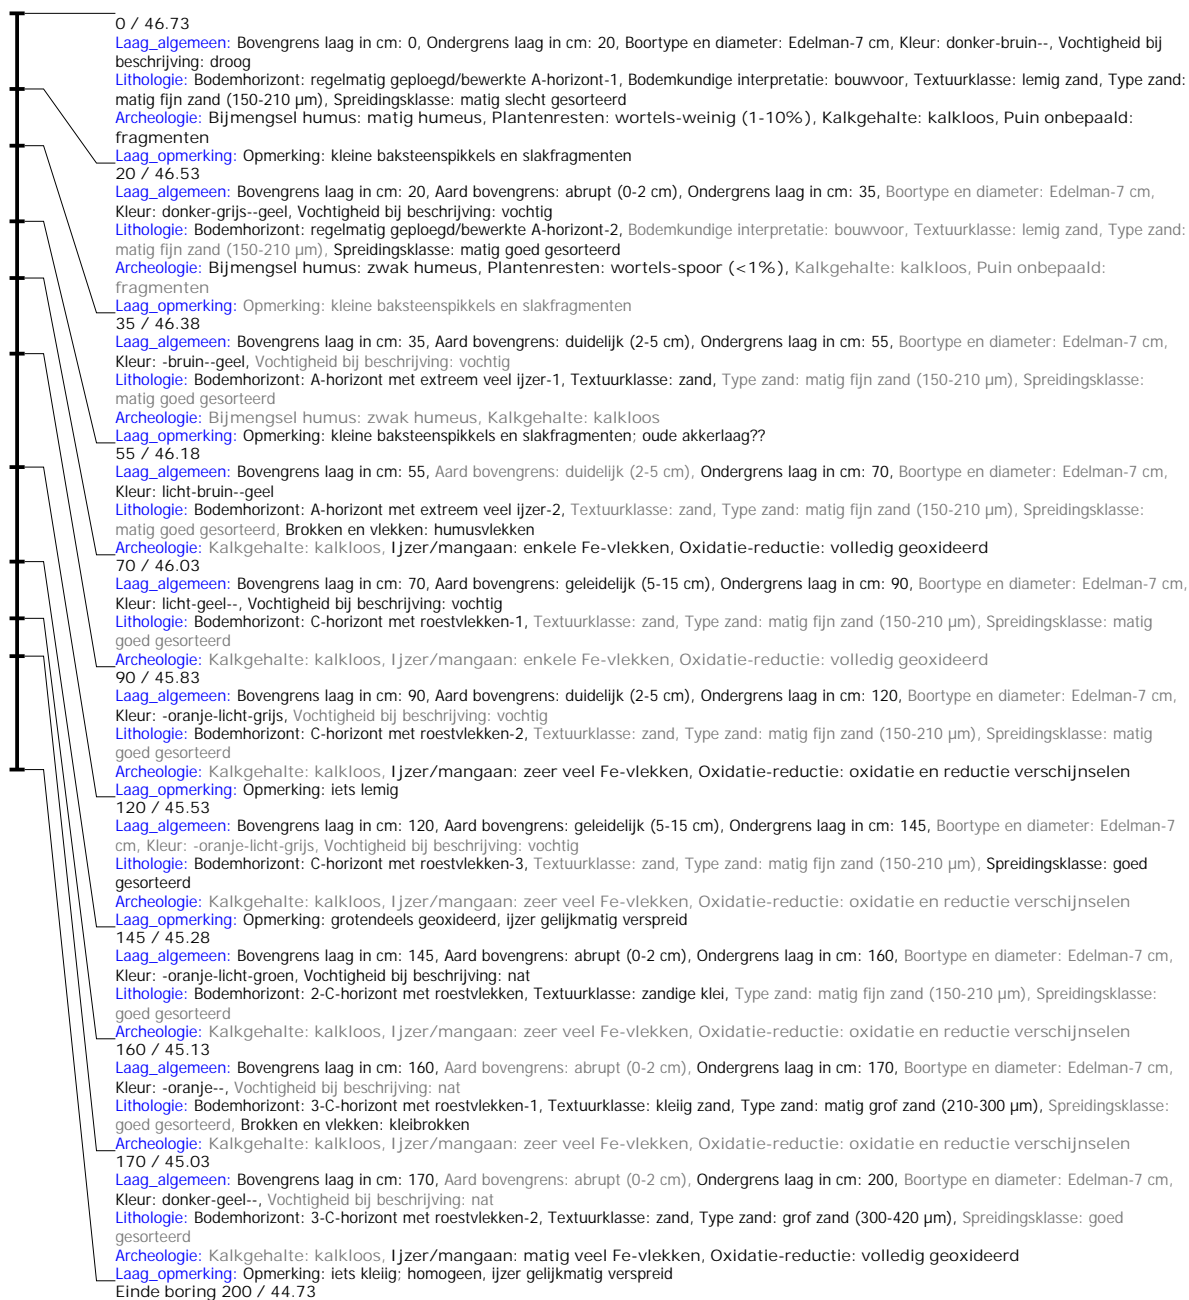 0 / 46.73
Laag_algemeen: Bovengrens laag in cm: 0, Ondergrens laag in cm: 20, Boortype en diameter: Edelman-7 cm, Kleur: donker-bruin--, Vochtigheid bij
beschrijving: droog
Lithologie: Bodemhorizont: regelmatig geploegd/bewerkte A-horizont-1, Bodemkundige interpretatie: bouwvoor, Textuurklasse: lemig zand, Type zand:
matig fijn zand (150-210 µm), Spreidingsklasse: matig slecht gesorteerd
Archeologie: Bijmengsel humus: matig humeus, Plantenresten: wortels-weinig (1-10%), Kalkgehalte: kalkloos, Puin onbepaald:
fragmenten
Laag_opmerking: Opmerking: kleine baksteenspikkels en slakfragmenten
20 / 46.53
Laag_algemeen: Bovengrens laag in cm: 20, Aard bovengrens: abrupt (0-2 cm), Ondergrens laag in cm: 35, Boortype en diameter: Edelman-7 cm,
Kleur: donker-grijs--geel, Vochtigheid bij beschrijving: vochtig
Lithologie: Bodemhorizont: regelmatig geploegd/bewerkte A-horizont-2, Bodemkundige interpretatie: bouwvoor, Textuurklasse: lemig zand, Type zand:
matig fijn zand (150-210 µm), Spreidingsklasse: matig goed gesorteerd
Archeologie: Bijmengsel humus: zwak humeus, Plantenresten: wortels-spoor (<1%), Kalkgehalte: kalkloos, Puin onbepaald:
fragmenten
Laag_opmerking: Opmerking: kleine baksteenspikkels en slakfragmenten
35 / 46.38
Laag_algemeen: Bovengrens laag in cm: 35, Aard bovengrens: duidelijk (2-5 cm), Ondergrens laag in cm: 55, Boortype en diameter: Edelman-7 cm,
Kleur: -bruin--geel, Vochtigheid bij beschrijving: vochtig
Lithologie: Bodemhorizont: A-horizont met extreem veel ijzer-1, Textuurklasse: zand, Type zand: matig fijn zand (150-210 µm), Spreidingsklasse:
matig goed gesorteerd
Archeologie: Bijmengsel humus: zwak humeus, Kalkgehalte: kalkloos
Laag_opmerking: Opmerking: kleine baksteenspikkels en slakfragmenten; oude akkerlaag??
55 / 46.18
Laag_algemeen: Bovengrens laag in cm: 55, Aard bovengrens: duidelijk (2-5 cm), Ondergrens laag in cm: 70, Boortype en diameter: Edelman-7 cm,
Kleur: licht-bruin--geel
Lithologie: Bodemhorizont: A-horizont met extreem veel ijzer-2, Textuurklasse: zand, Type zand: matig fijn zand (150-210 µm), Spreidingsklasse:
matig goed gesorteerd, Brokken en vlekken: humusvlekken
Archeologie: Kalkgehalte: kalkloos, Ijzer/mangaan: enkele Fe-vlekken, Oxidatie-reductie: volledig geoxideerd
70 / 46.03
Laag_algemeen: Bovengrens laag in cm: 70, Aard bovengrens: geleidelijk (5-15 cm), Ondergrens laag in cm: 90, Boortype en diameter: Edelman-7 cm,
Kleur: licht-geel--, Vochtigheid bij beschrijving: vochtig
Lithologie: Bodemhorizont: C-horizont met roestvlekken-1, Textuurklasse: zand, Type zand: matig fijn zand (150-210 µm), Spreidingsklasse: matig
goed gesorteerd
Archeologie: Kalkgehalte: kalkloos, Ijzer/mangaan: enkele Fe-vlekken, Oxidatie-reductie: volledig geoxideerd
90 / 45.83
Laag_algemeen: Bovengrens laag in cm: 90, Aard bovengrens: duidelijk (2-5 cm), Ondergrens laag in cm: 120, Boortype en diameter: Edelman-7 cm,
Kleur: -oranje-licht-grijs, Vochtigheid bij beschrijving: vochtig
Lithologie: Bodemhorizont: C-horizont met roestvlekken-2, Textuurklasse: zand, Type zand: matig fijn zand (150-210 µm), Spreidingsklasse: matig
goed gesorteerd
Archeologie: Kalkgehalte: kalkloos, Ijzer/mangaan: zeer veel Fe-vlekken, Oxidatie-reductie: oxidatie en reductie verschijnselen
Laag_opmerking: Opmerking: iets lemig
120 / 45.53
Laag_algemeen: Bovengrens laag in cm: 120, Aard bovengrens: geleidelijk (5-15 cm), Ondergrens laag in cm: 145, Boortype en diameter: Edelman-7
cm, Kleur: -oranje-licht-grijs, Vochtigheid bij beschrijving: vochtig
Lithologie: Bodemhorizont: C-horizont met roestvlekken-3, Textuurklasse: zand, Type zand: matig fijn zand (150-210 µm), Spreidingsklasse: goed
gesorteerd
Archeologie: Kalkgehalte: kalkloos, Ijzer/mangaan: zeer veel Fe-vlekken, Oxidatie-reductie: oxidatie en reductie verschijnselen
Laag_opmerking: Opmerking: grotendeels geoxideerd, ijzer gelijkmatig verspreid
145 / 45.28
Laag_algemeen: Bovengrens laag in cm: 145, Aard bovengrens: abrupt (0-2 cm), Ondergrens laag in cm: 160, Boortype en diameter: Edelman-7 cm,
Kleur: -oranje-licht-groen, Vochtigheid bij beschrijving: nat
Lithologie: Bodemhorizont: 2-C-horizont met roestvlekken, Textuurklasse: zandige klei, Type zand: matig fijn zand (150-210 µm), Spreidingsklasse:
goed gesorteerd
Archeologie: Kalkgehalte: kalkloos, Ijzer/mangaan: zeer veel Fe-vlekken, Oxidatie-reductie: oxidatie en reductie verschijnselen
160 / 45.13
Laag_algemeen: Bovengrens laag in cm: 160, Aard bovengrens: abrupt (0-2 cm), Ondergrens laag in cm: 170, Boortype en diameter: Edelman-7 cm,
Kleur: -oranje--, Vochtigheid bij beschrijving: nat
Lithologie: Bodemhorizont: 3-C-horizont met roestvlekken-1, Textuurklasse: kleiig zand, Type zand: matig grof zand (210-300 µm), Spreidingsklasse:
goed gesorteerd, Brokken en vlekken: kleibrokken
Archeologie: Kalkgehalte: kalkloos, Ijzer/mangaan: zeer veel Fe-vlekken, Oxidatie-reductie: oxidatie en reductie verschijnselen
170 / 45.03
Laag_algemeen: Bovengrens laag in cm: 170, Aard bovengrens: abrupt (0-2 cm), Ondergrens laag in cm: 200, Boortype en diameter: Edelman-7 cm,
Kleur: donker-geel--, Vochtigheid bij beschrijving: nat
Lithologie: Bodemhorizont: 3-C-horizont met roestvlekken-2, Textuurklasse: zand, Type zand: grof zand (300-420 µm), Spreidingsklasse: goed
gesorteerd
Archeologie: Kalkgehalte: kalkloos, Ijzer/mangaan: matig veel Fe-vlekken, Oxidatie-reductie: volledig geoxideerd
Laag_opmerking: Opmerking: iets kleiig; homogeen, ijzer gelijkmatig verspreid
Einde boring 200 / 44.73